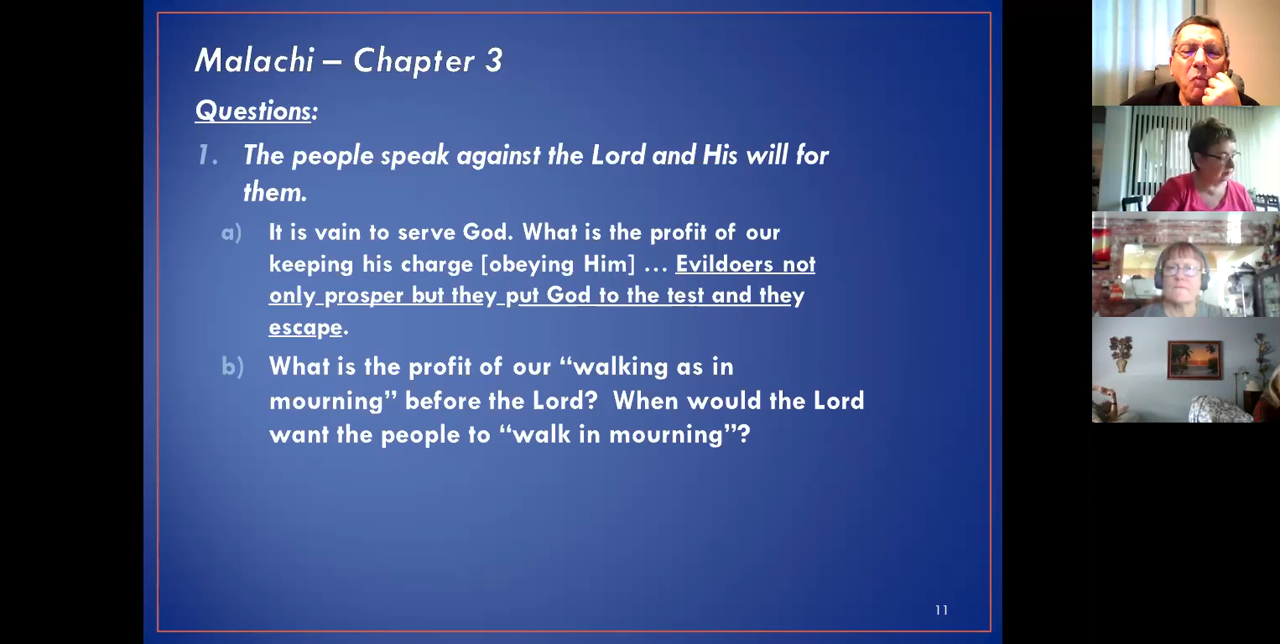 Malachi – Chapter 3
Questions:
1. The people speak against the Lord and His will for
them.
a) It is vain to serve God. What is the profit of our
keeping his charge [obeying Him] … Evildoers not
only prosper but they put God to the test and they
escape.
b) What is the profit of our “walking as in
mourning” before the Lord? When would the Lord
want the people to “walk in mourning”?
11